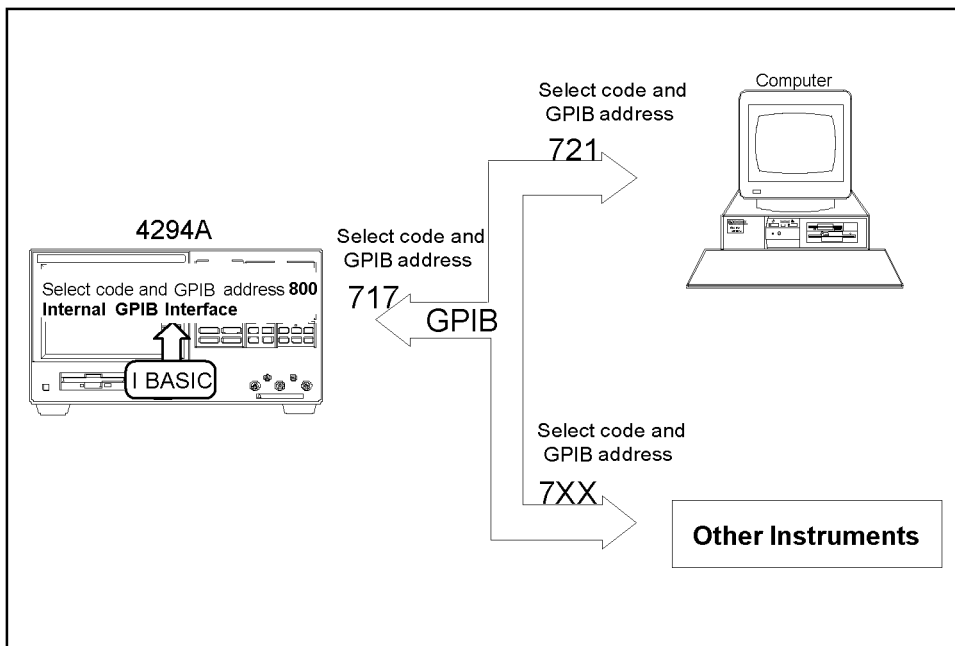 Computer
Select code and
GPIB address
721
4294A
Select code and
GPIB address
717
GPIB
Select code and GPIB address 800
Internal GPIB Interface
I BASIC
Select code and
GPIB address
7XX
Other Instruments